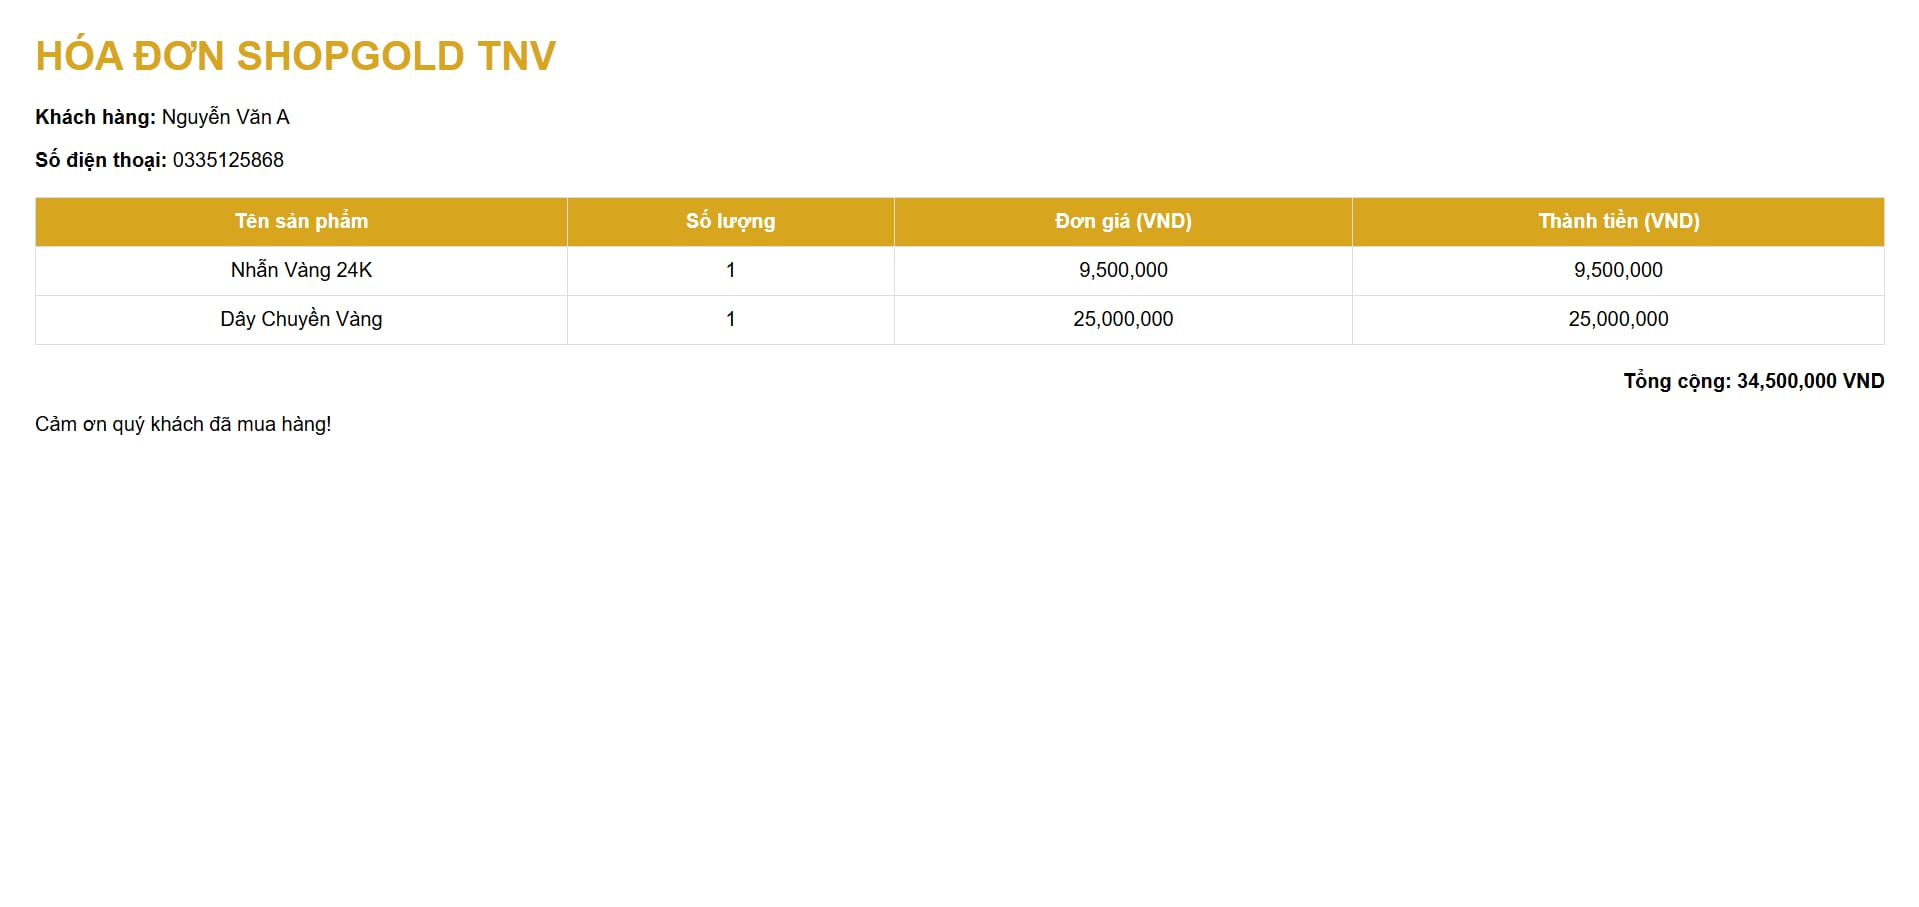 HÓA ĐƠN SHOPGOLD TNV
Khách hàng: Nguyễn Văn A
Số điện thoại: 0335125868
Tên sản phẩm Số lượng Đơn giá (VND) Thành tiền (VND)
Nhẫn Vàng 24K 1 9,500,000 9,500,000
Dây Chuyền Vàng 1 25,000,000 25,000,000
Tổng cộng: 34,500,000 VND
Cảm ơn quý khách đã mua hàng!